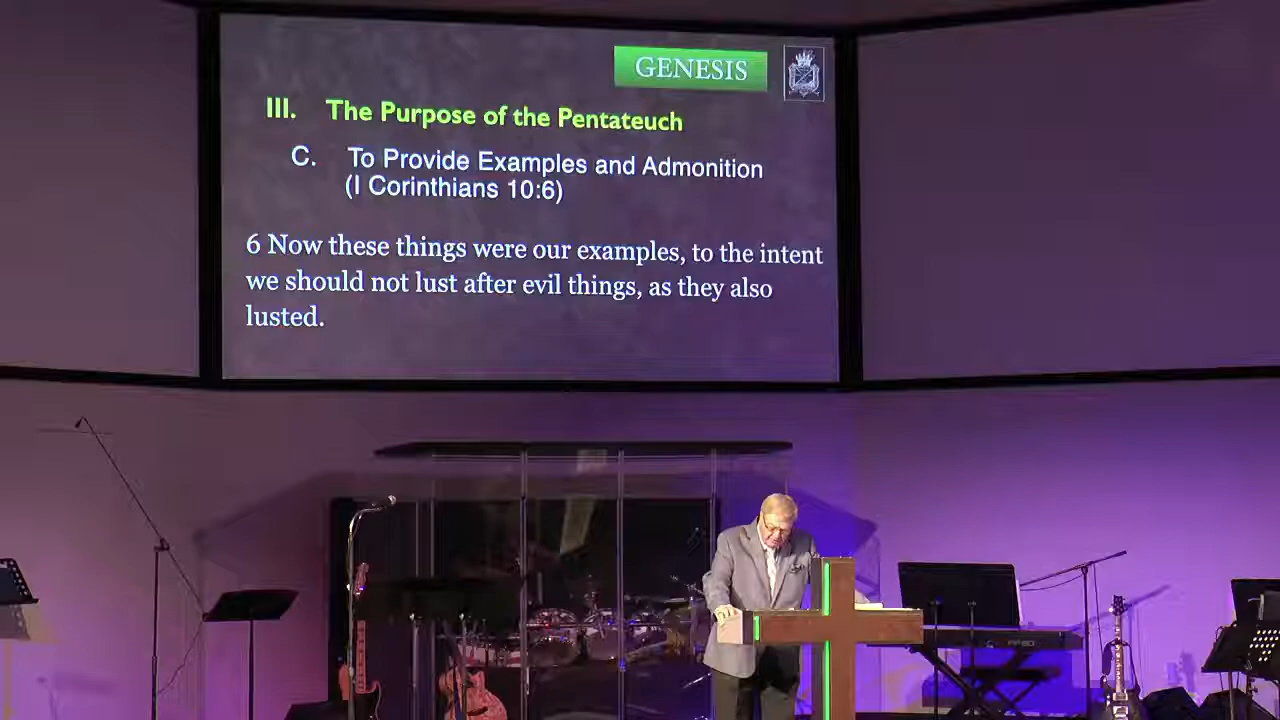 GENESIS
III. The Purpose of the Pentateuch
C. To Provide Examples and Admonition
(I Corinthians 10:6)
6 Now these things were our examples, to the intent
we should not lust after evil things, as they also
lusted.